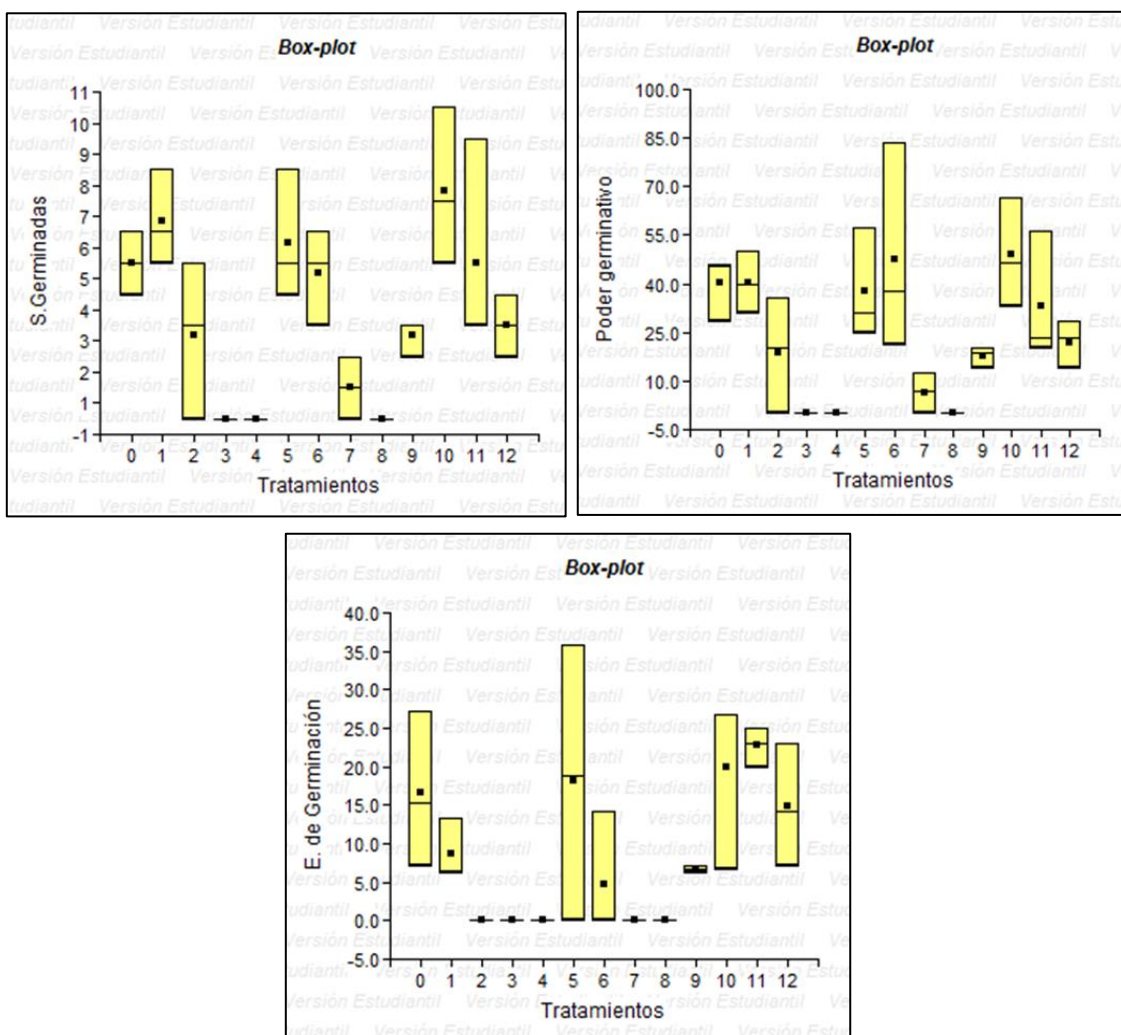 Box-plot
S.Germinadas
11
10
9
8
7
6
5
4
3
2
1
-1
0 1 2 3 4 5 6 7 8 9 10 11 12
Tratamientos
Box-plot
Poder germinativo
100.0
85.0
70.0
55.0
40.0
25.0
10.0
-5.0
0 1 2 3 4 5 6 7 8 9 10 11 12
Tratamientos
Box-plot
E. de Germinación
40.0
35.0
30.0
25.0
20.0
15.0
10.0
5.0
0.0
-5.0
0 1 2 3 4 5 6 7 8 9 10 11 12
Tratamientos
Versión Estudiantil